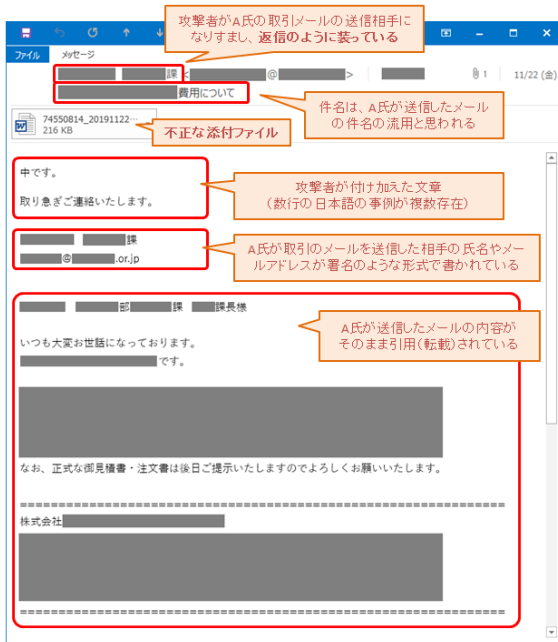 攻撃者がA氏の取引メールの送信相手に
なりすまし、返信のように装っている
ファイル メッセージ
課 < @ > 1 11/22 (金)
費用について
件名は、A氏が送信したメール
の件名の流用と思われる
74550814_20191122…
216 KB
不正な添付ファイル
中です。
取り急ぎご連絡いたします。
攻撃者が付け加えた文章
(数行の日本語の事例が複数存在)
課
@ .or.jp
A氏が取引のメールを送信した相手の氏名やメ
ールアドレスが署名のような形式で書かれている
部 課 課長様
A氏が送信したメールの内容が
そのまま引用(転載)されている
いつも大変お世話になっております。
です。
なお、正式な御見積書・注文書は後日ご提示いたしますのでよろしくお願いいたします。
============================================================
株式会社
============================================================